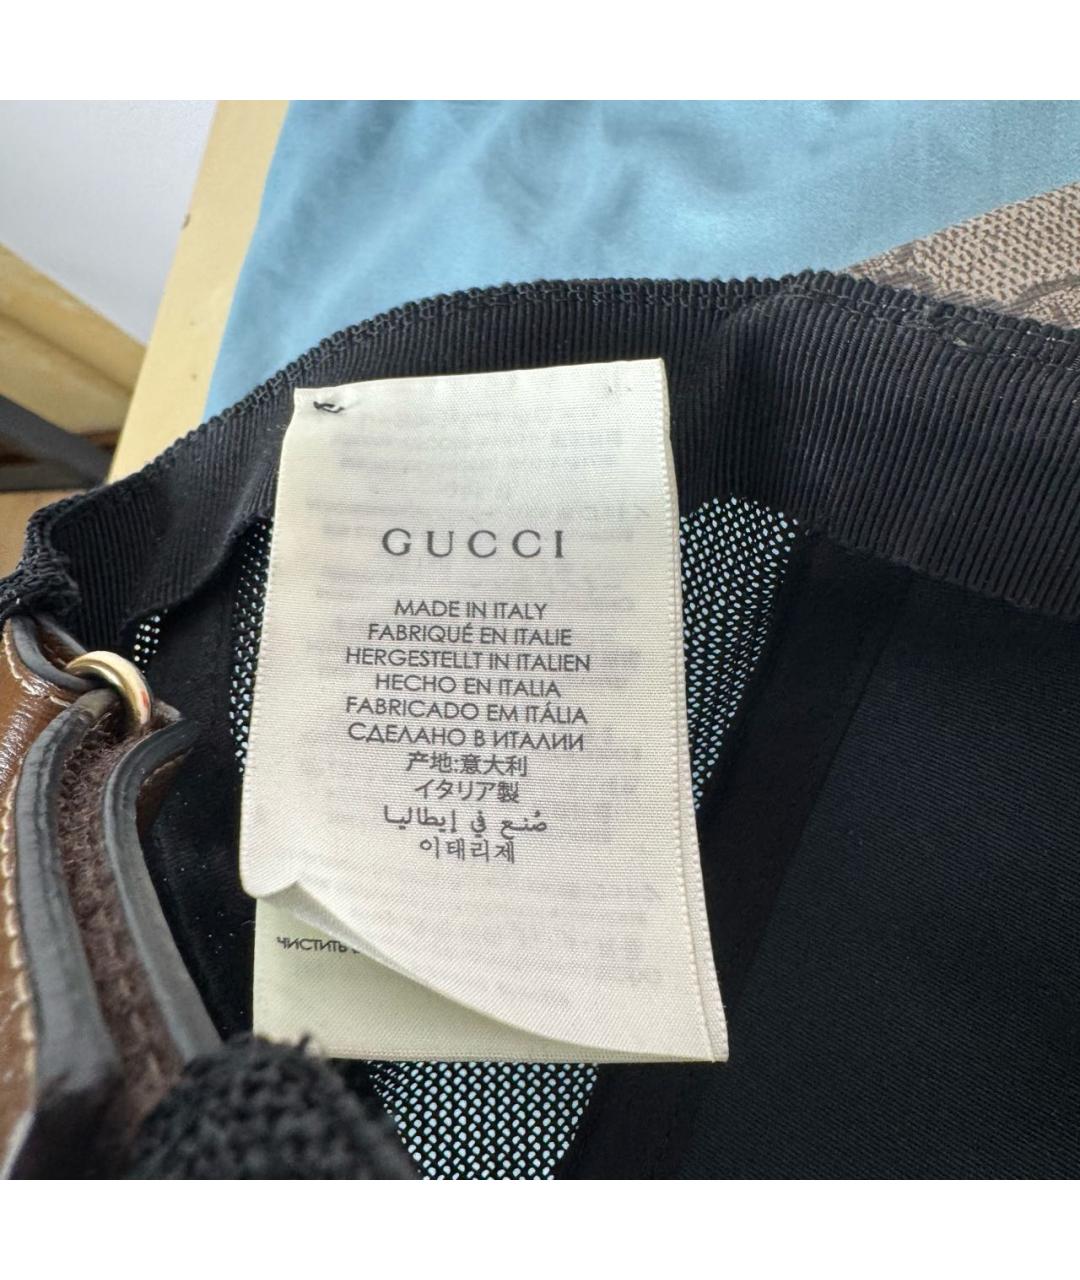 GUCCI
MADE IN ITALY
FABRIQUÉ EN ITALIE
HERGESTELLT IN ITALIEN
HECHO EN ITALIA
FABRICADO EM ITÁLIA
СДЕЛАНО В ИТАЛИИ
产地:意大利
イタリア製
صُنع في إيطاليا
이태리제
ЧИСТИТЬ